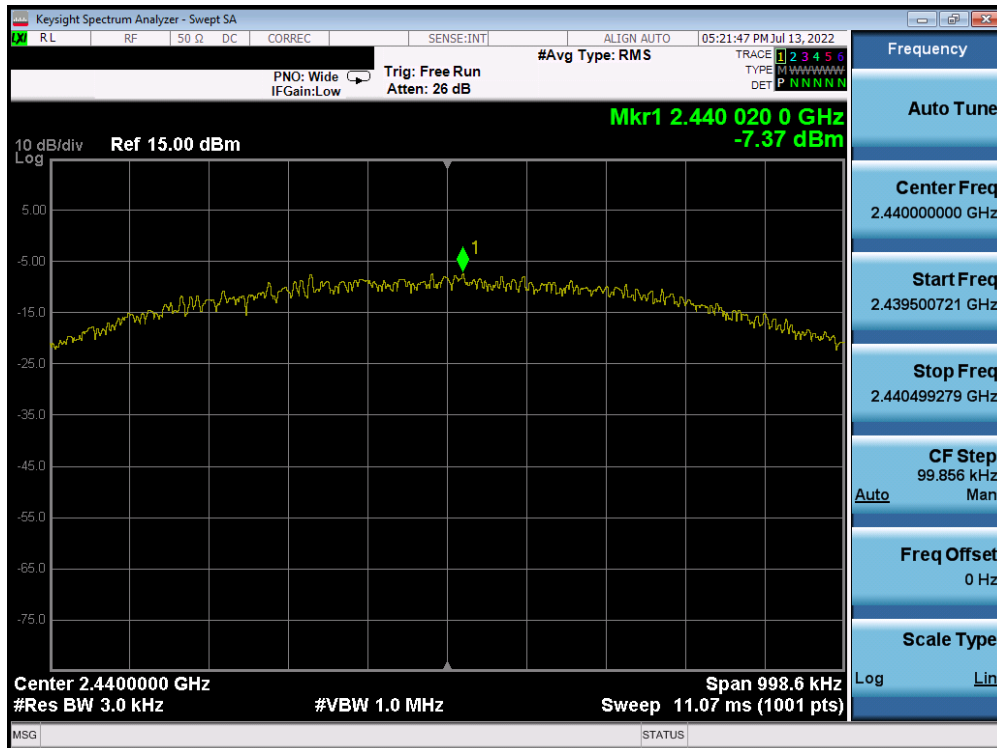 Keysight Spectrum Analyzer - Swept SA
LXI RL RF 50 Ω DC CORREC SENSE:INT ALIGN AUTO 05:21:47 PM Jul 13, 2022
Frequency
#Avg Type: RMS
TRACE 1 2 3 4 5 6
TYPE M WWWWW
DET P N N N N N
PNO: Wide
IFGain:Low
Trig: Free Run
Atten: 26 dB
Auto Tune
Mkr1 2.440 020 0 GHz
-7.37 dBm
10 dB/div
Log
Ref 15.00 dBm
1
5.00
-5.00
-15.0
-25.0
-35.0
-45.0
-55.0
-65.0
-75.0
Center Freq
2.440000000 GHz
Start Freq
2.439500721 GHz
Stop Freq
2.440499279 GHz
CF Step
99.856 kHz
Auto Man
Freq Offset
0 Hz
Scale Type
Log Lin
Center 2.4400000 GHz
Span 998.6 kHz
#Res BW 3.0 kHz
#VBW 1.0 MHz
Sweep 11.07 ms (1001 pts)
MSG
STATUS